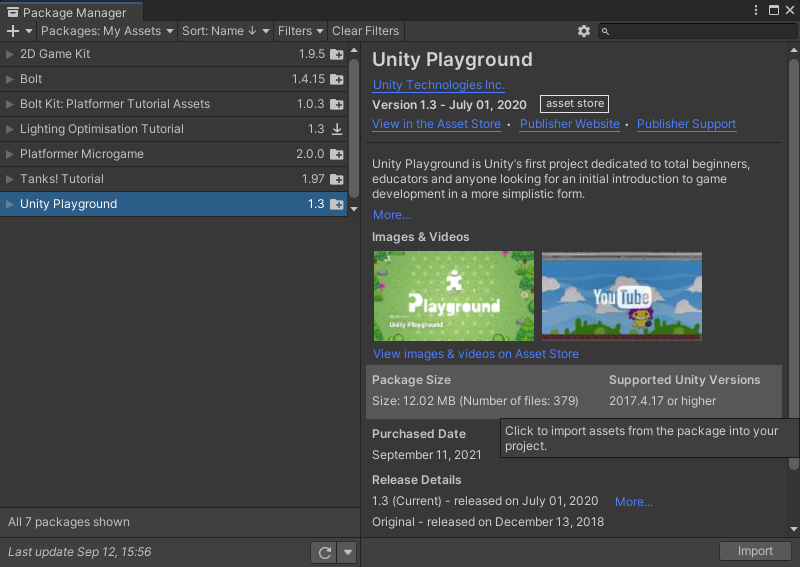 Package Manager
Packages: My Assets
Sort: Name ↓
Filters
Clear Filters
2D Game Kit 1.9.5
Bolt 1.4.15
Bolt Kit: Platformer Tutorial Assets 1.0.3
Lighting Optimisation Tutorial 1.3
Platformer Microgame 2.0.0
Tanks! Tutorial 1.97
Unity Playground 1.3
All 7 packages shown
Last update Sep 12, 15:56
Unity Playground
Unity Technologies Inc.
Version 1.3 - July 01, 2020 asset store
View in the Asset Store • Publisher Website • Publisher Support
Unity Playground is Unity's first project dedicated to total beginners,
educators and anyone looking for an initial introduction to game
development in a more simplistic form.
More...
Images & Videos
Playground
Unity Playground
YouTube
View images & videos on Asset Store
Package Size
Size: 12.02 MB (Number of files: 379)
Supported Unity Versions
2017.4.17 or higher
Click to import assets from the package into your
project.
Purchased Date
September 11, 2021
Release Details
1.3 (Current) - released on July 01, 2020 More...
Original - released on December 13, 2018
Import